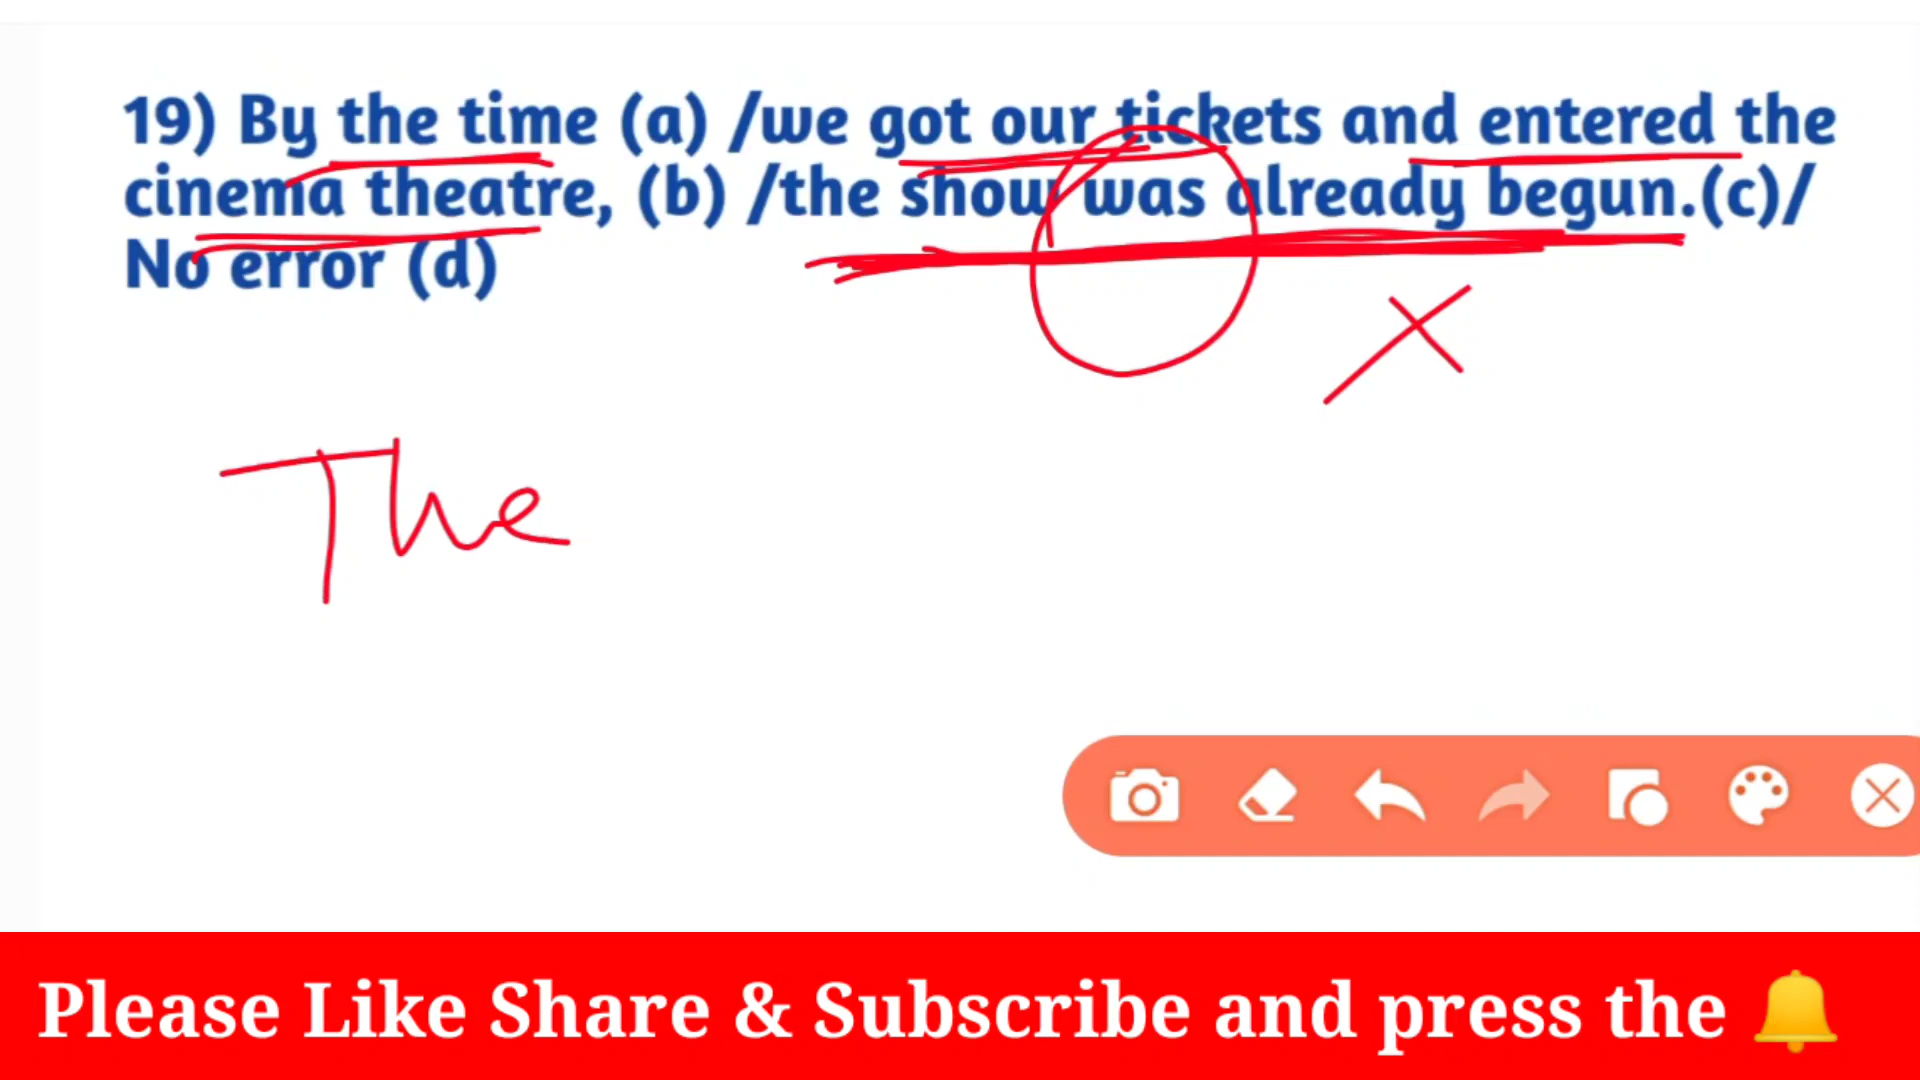 19) By the time (a) /we got our tickets and entered the
cinema theatre, (b) /the show was already begun.(c)/
No error (d)
The
Please Like Share & Subscribe and press the 🔔